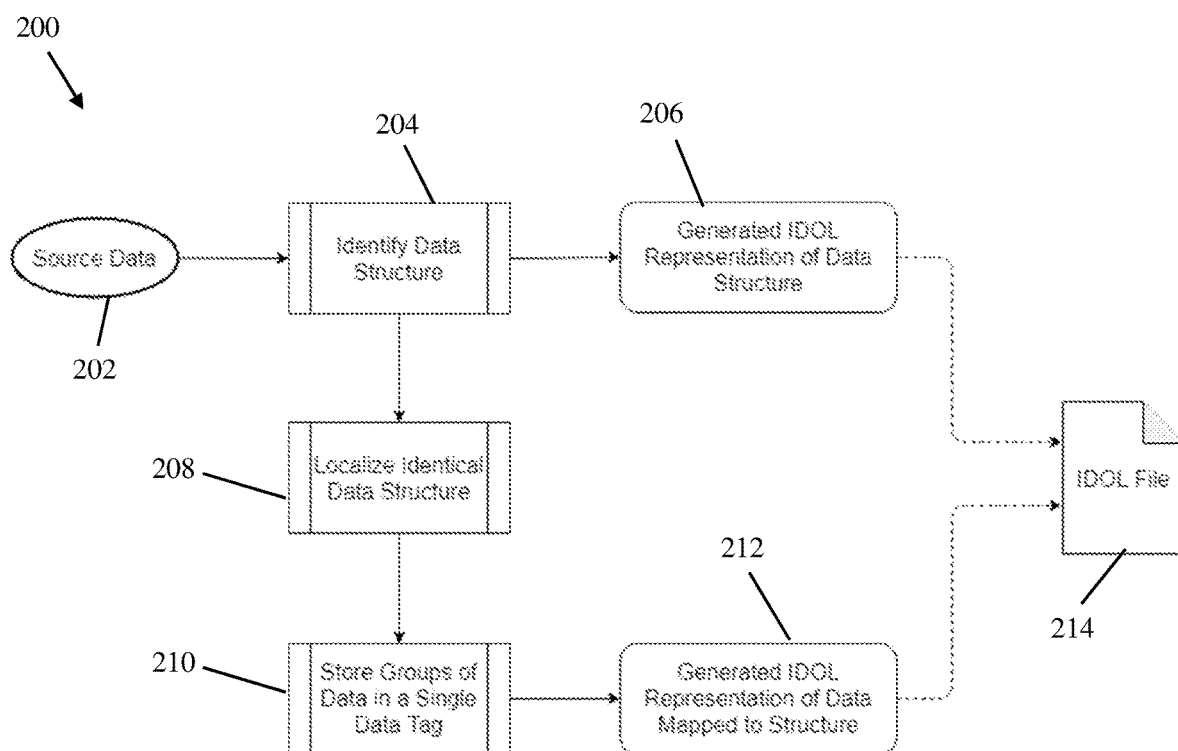 200
204
206
Source Data
Identify Data
Structure
Generated IDOL
Representation of Data
Structure
202
208
Localize Identical
Data Structure
IDOL File
212
214
210
Store Groups of
Data in a Single
Data Tag
Generated IDOL
Representation of Data
Mapped to Structure